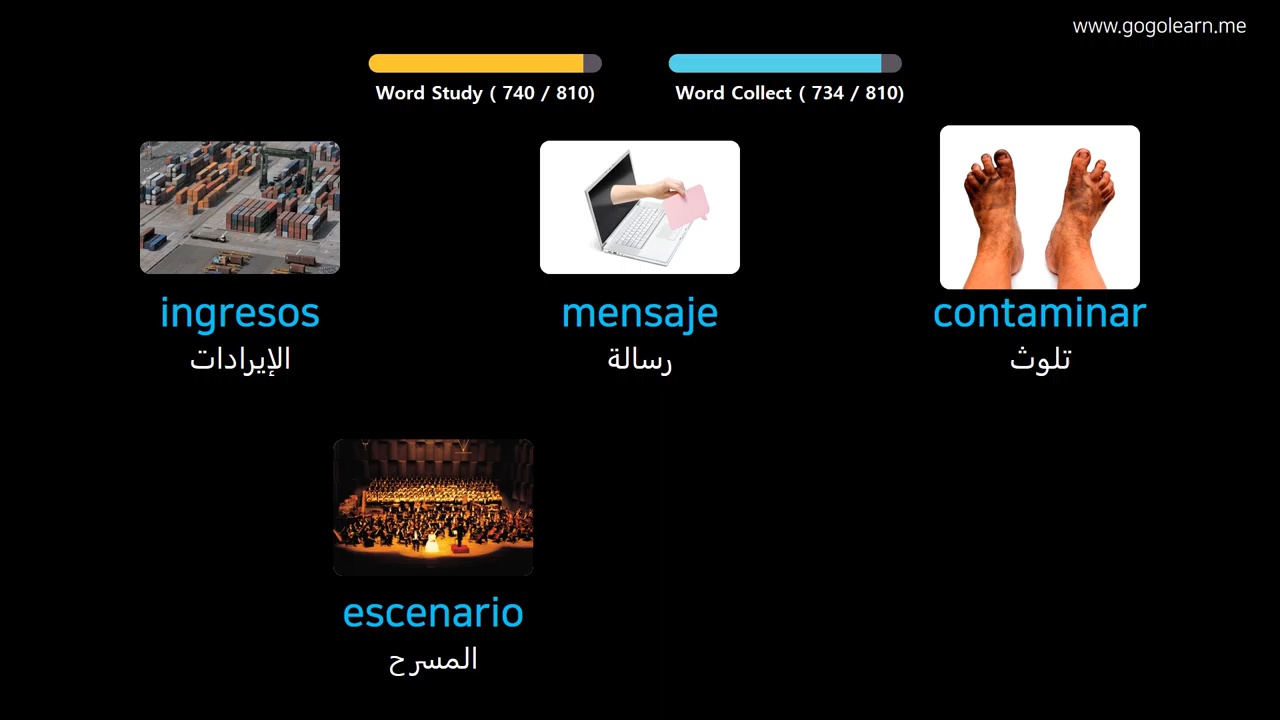 www.gogolearn.me
Word Study ( 740 / 810)
Word Collect ( 734 / 810)
ingresos
الإيرادات
mensaje
رسالة
contaminar
تلوث
escenario
المسرح